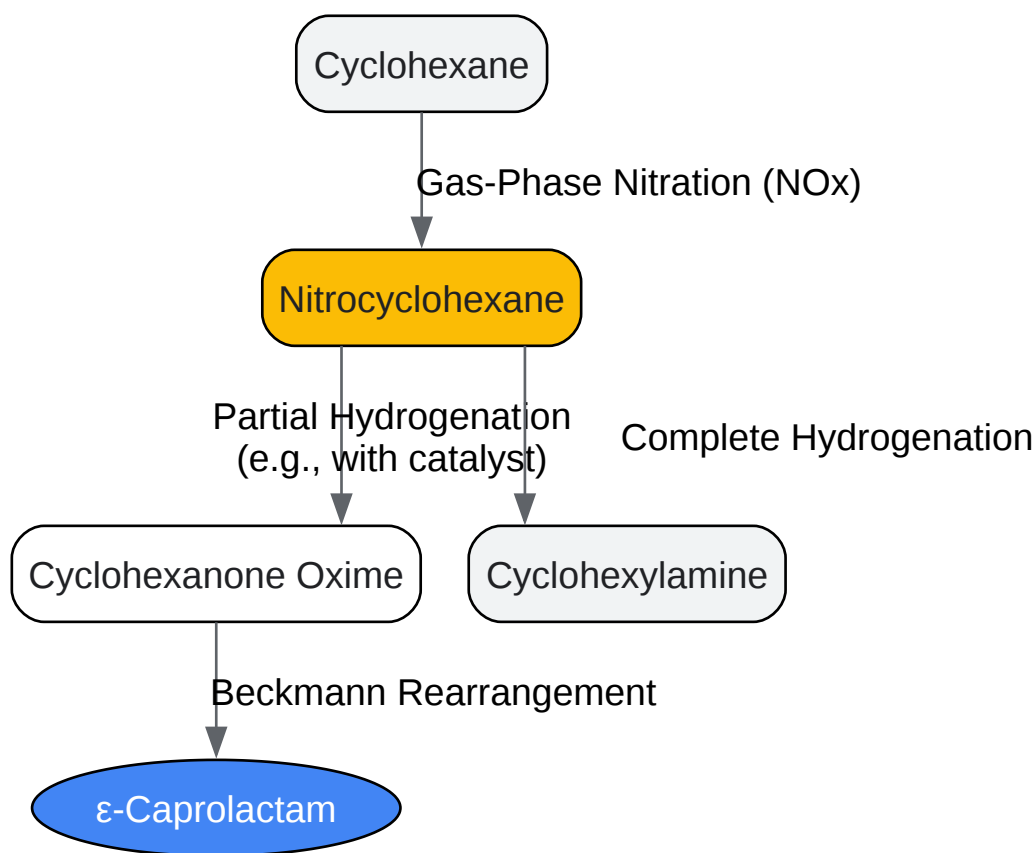 Cyclohexane
Gas-Phase Nitration (NOx)
Nitrocyclohexane
Partial Hydrogenation
(e.g., with catalyst)
Complete Hydrogenation
Cyclohexanone Oxime
Cyclohexylamine
Beckmann Rearrangement
ε-Caprolactam